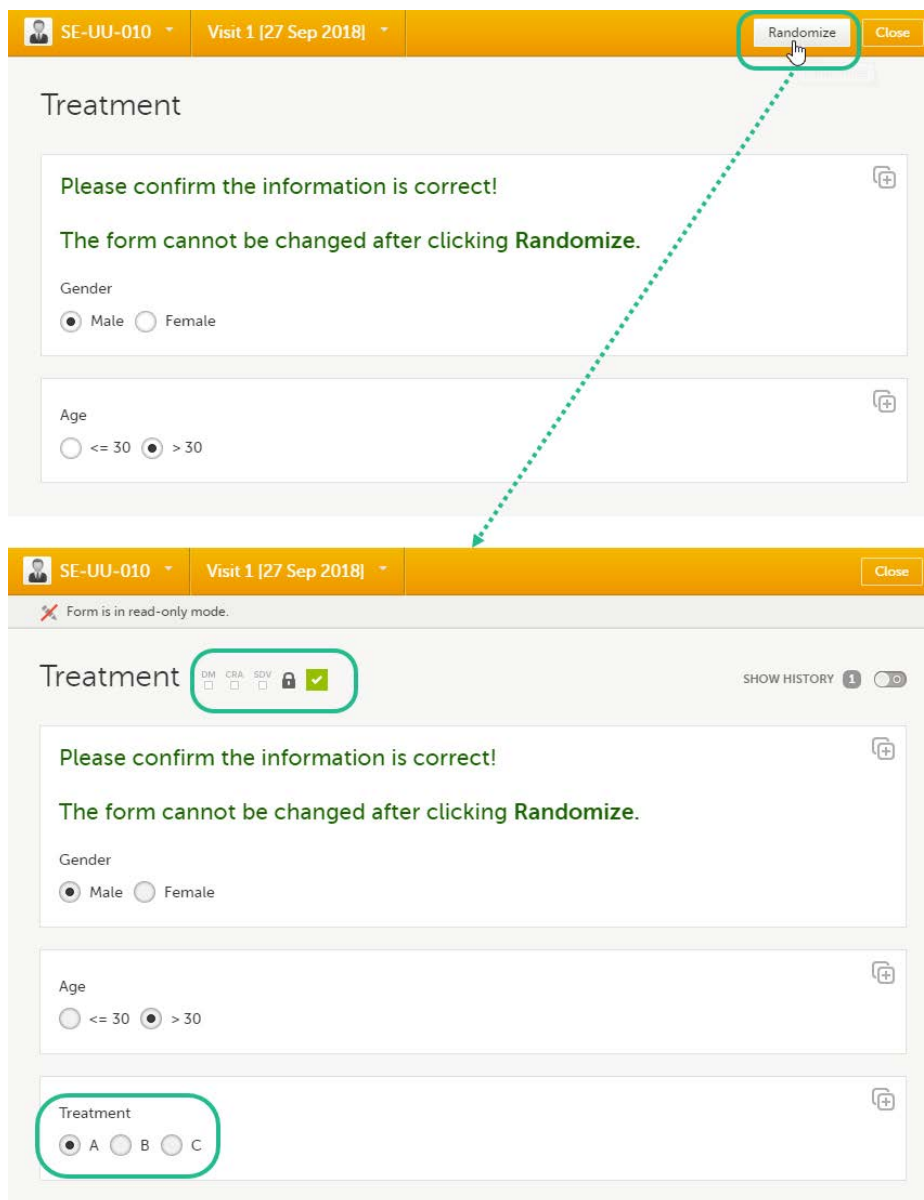 SE-UU-010 Visit 1 [27 Sep 2018] Randomize Close
Treatment
Please confirm the information is correct!
The form cannot be changed after clicking Randomize.
Gender
Male Female
Age
<= 30 > 30
SE-UU-010 Visit 1 [27 Sep 2018] Close
Form is in read-only mode.
Treatment DM CRA SDV SHOW HISTORY 1
Please confirm the information is correct!
The form cannot be changed after clicking Randomize.
Gender
Male Female
Age
<= 30 > 30
Treatment
A B C